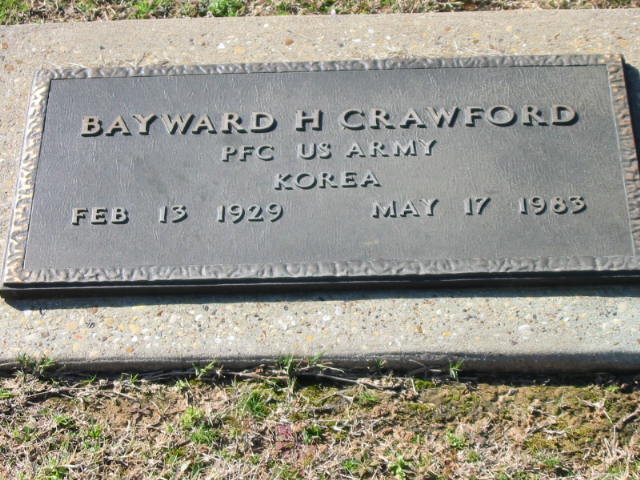 BAYWARD H CRAWFORD
PFC US ARMY
KOREA
FEB 13 1929 MAY 17 1983